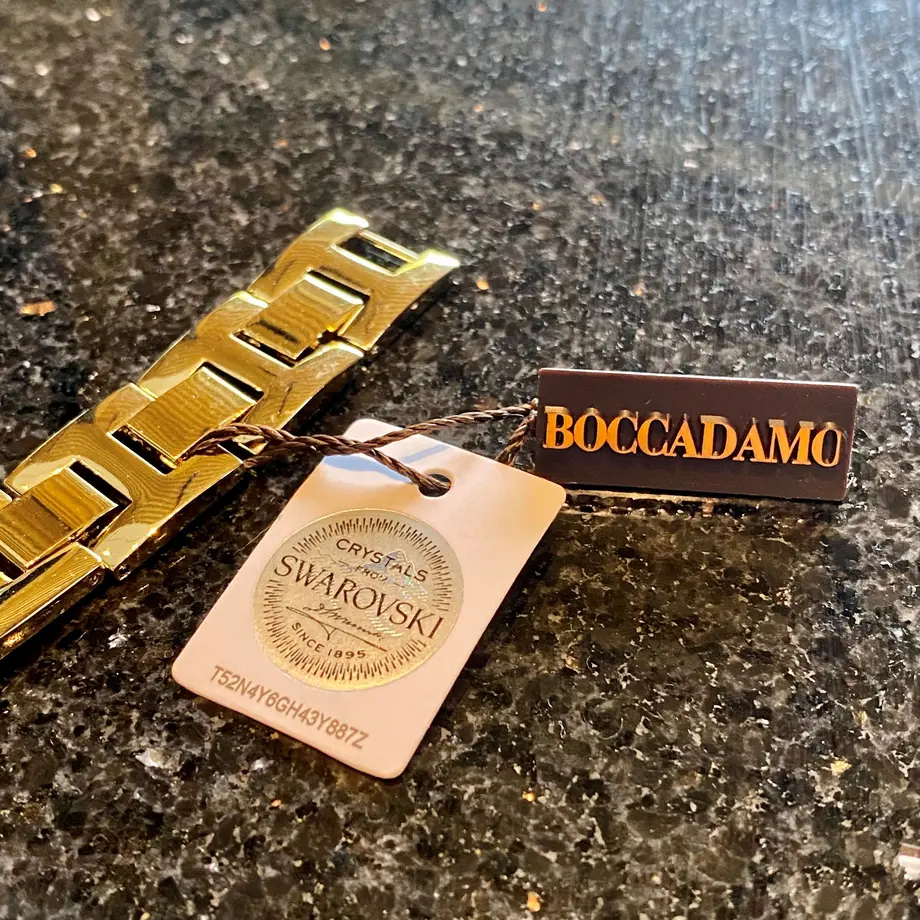 BOCCADAMO
CRYSTALS
FROM
SWAROVSKI
SINCE 1895
T52N4Y6GH43Y887Z